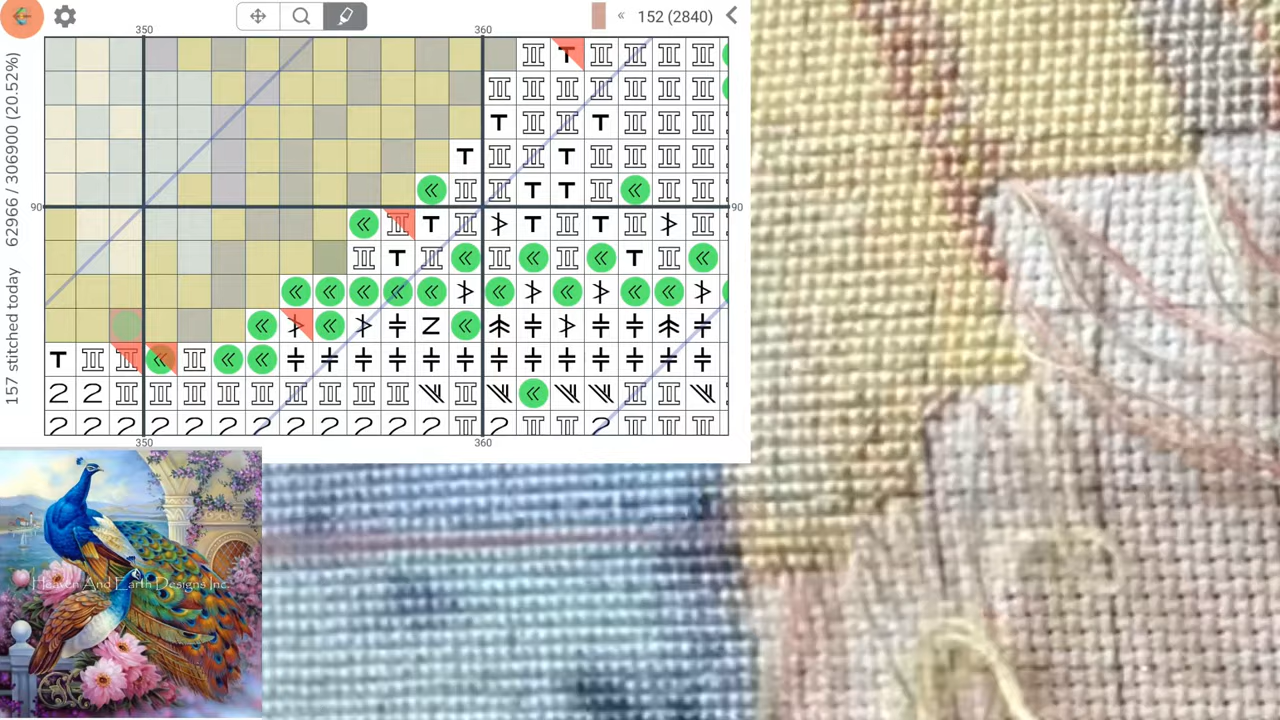 « 152 (2840)
350 360
62966 / 306900 (20.52%)
157 stitched today
90 90
350 360
Heaven And Earth Designs Inc.